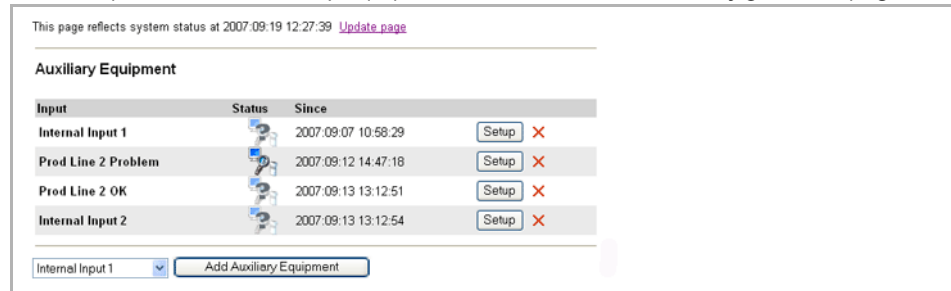 This page reflects system status at 2007:09:19 12:27:39 Update page
Auxiliary Equipment
Input Status Since
Internal Input 1 2007:09:07 10:58:29 Setup
Prod Line 2 Problem 2007:09:12 14:47:18 Setup
Prod Line 2 OK 2007:09:13 13:12:51 Setup
Internal Input 2 2007:09:13 13:12:54 Setup
Internal Input 1 Add Auxiliary Equipment